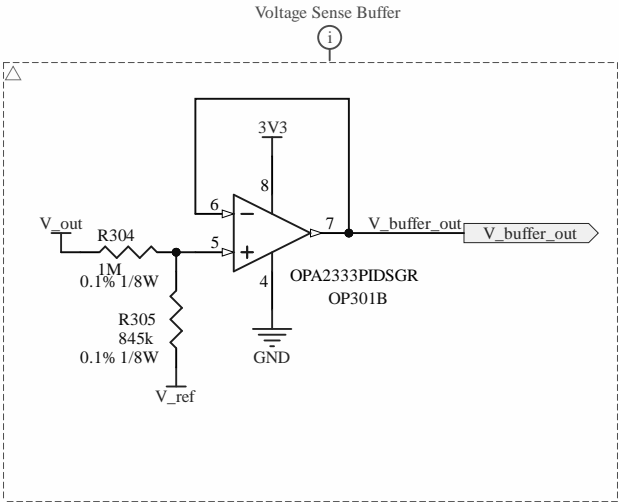 Voltage Sense Buffer
i
3V3
8
6
7
V_buffer_out
V_buffer_out
V_out
R304
5
1M
0.1% 1/8W
4
OPA2333PIDSGR
OP301B
R305
845k
0.1% 1/8W
GND
V_ref